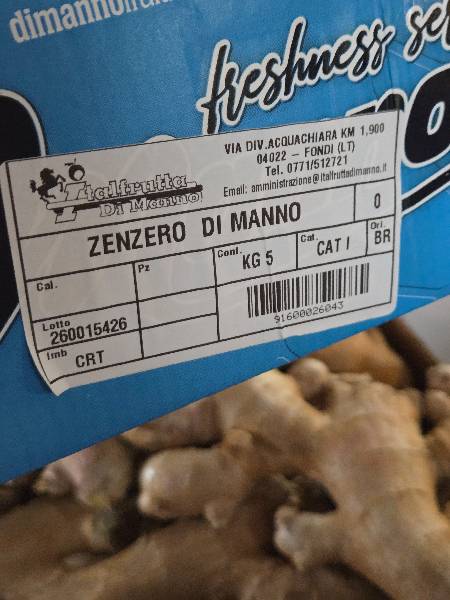 dimanno
freshness se
Italfrutta
Di Manno
VIA DIV.ACQUACHIARA KM 1,900
04022 – FONDI (LT)
Tel. 0771/512721
Email: amministrazione@italfruttadimanno.it
ZENZERO DI MANNO
0
Cal.
Pz
Conf.
KG 5
Cat.
CAT I
Ori.
BR
Lotto
260015426
Imb
CRT
91600026043